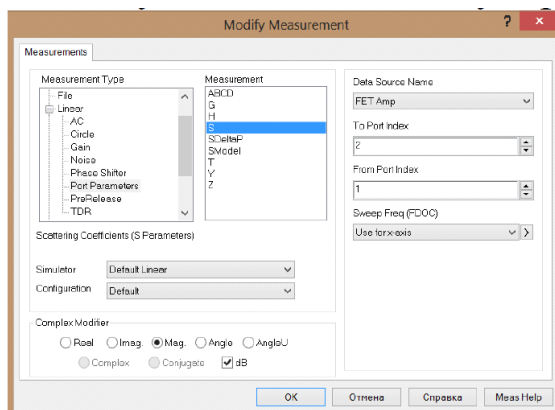 Modify Measurement
? ×
Measurements
Measurement Type
File
Linear
AC
Circle
Gain
Noise
Phase Shifter
Port Parameters
PreRelease
TDR
Measurement
ABCD
G
H
S
SDeltaP
SModel
T
Y
Z
Data Source Name
FET Amp
To Port Index
2
From Port Index
1
Sweep Freq (FDOC)
Use for x-axis
>
Scattering Coefficients (S Parameters)
Simulator Default Linear
Configuration Default
Complex Modifier
Real Imag. Mag. Angle AngleU
Complex Conjugate dB
OK Отмена Справка Meas Help